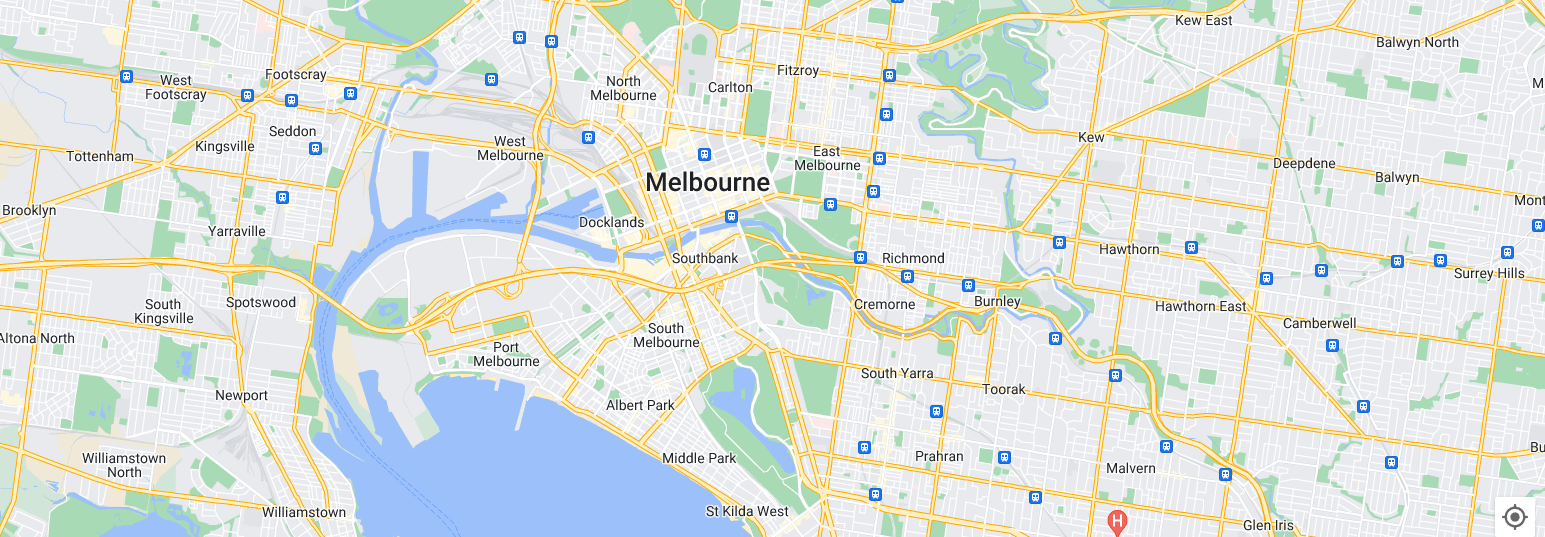 Kew East
Balwyn North
Fitzroy
Footscray
West
Footscray
North
Melbourne
Carlton
M
Seddon
Kew
Kingsville
West
Melbourne
Tottenham
East
Melbourne
Deepdene
Melbourne
Balwyn
Mont
Brooklyn
Docklands
Yarraville
Hawthorn
Southbank
Richmond
Surrey Hills
Spotswood
South
Kingsville
Cremorne
Burnley
Hawthorn East
Camberwell
Altona North
South
Melbourne
Port
Melbourne
South Yarra
Toorak
Newport
Albert Park
Bu
Williamstown
North
Middle Park
Prahran
Malvern
Williamstown
St Kilda West
H
Glen Iris